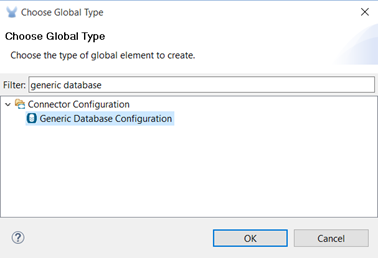 Choose Global Type
Choose Global Type
Choose the type of global element to create.
Filter: generic database
Connector Configuration
Generic Database Configuration
?
OK Cancel